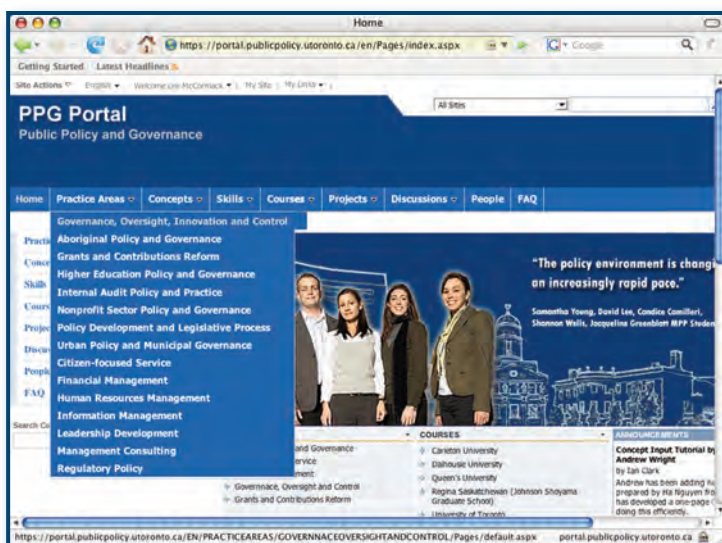 Home
https://portal.publicpolicy.utoronto.ca/en/Pages/index.aspx
Google
Getting Started Latest Headlines
Site Actions English Welcome Joe McCormack My Site My Links
All Sites
PPG Portal
Public Policy and Governance
Home Practice Areas Concepts Skills Courses Projects Discussions People FAQ
Governance, Oversight, Innovation and Control
Aboriginal Policy and Governance
Grants and Contributions Reform
Higher Education Policy and Governance
Internal Audit Policy and Practice
Nonprofit Sector Policy and Governance
Policy Development and Legislative Process
Urban Policy and Municipal Governance
Citizen-focused Service
Financial Management
Human Resources Management
Information Management
Leadership Development
Management Consulting
Regulatory Policy
Skills
FAQ
"The policy environment is changi
an increasingly rapid pace."
Samantha Young, David Lee, Candice Camilleri,
Shannon Wells, Jacqueline Greenblatt MPP Studen
and Governance
ervice
ement
Governnace, Oversight and Control
Grants and Contributions Reform
COURSES
Carleton University
Dalhousie University
Queen's University
Regina Saskatchewan (Johnson Shoyama
Graduate School)
University of Toronto
ANNOUNCEMENTS
Concept Input Tutorial by
Andrew Wright
by Ian Clark
Andrew has been adding
prepared by Ha Nguyen
has developed a one-page
doing this efficiently.
https://portal.publicpolicy.utoronto.ca/EN/PRACTICEAREAS/GOVERNNACEOVERSIGHTANDCONTROL/Pages/default.aspx portal.publicpolicy.utoronto.ca